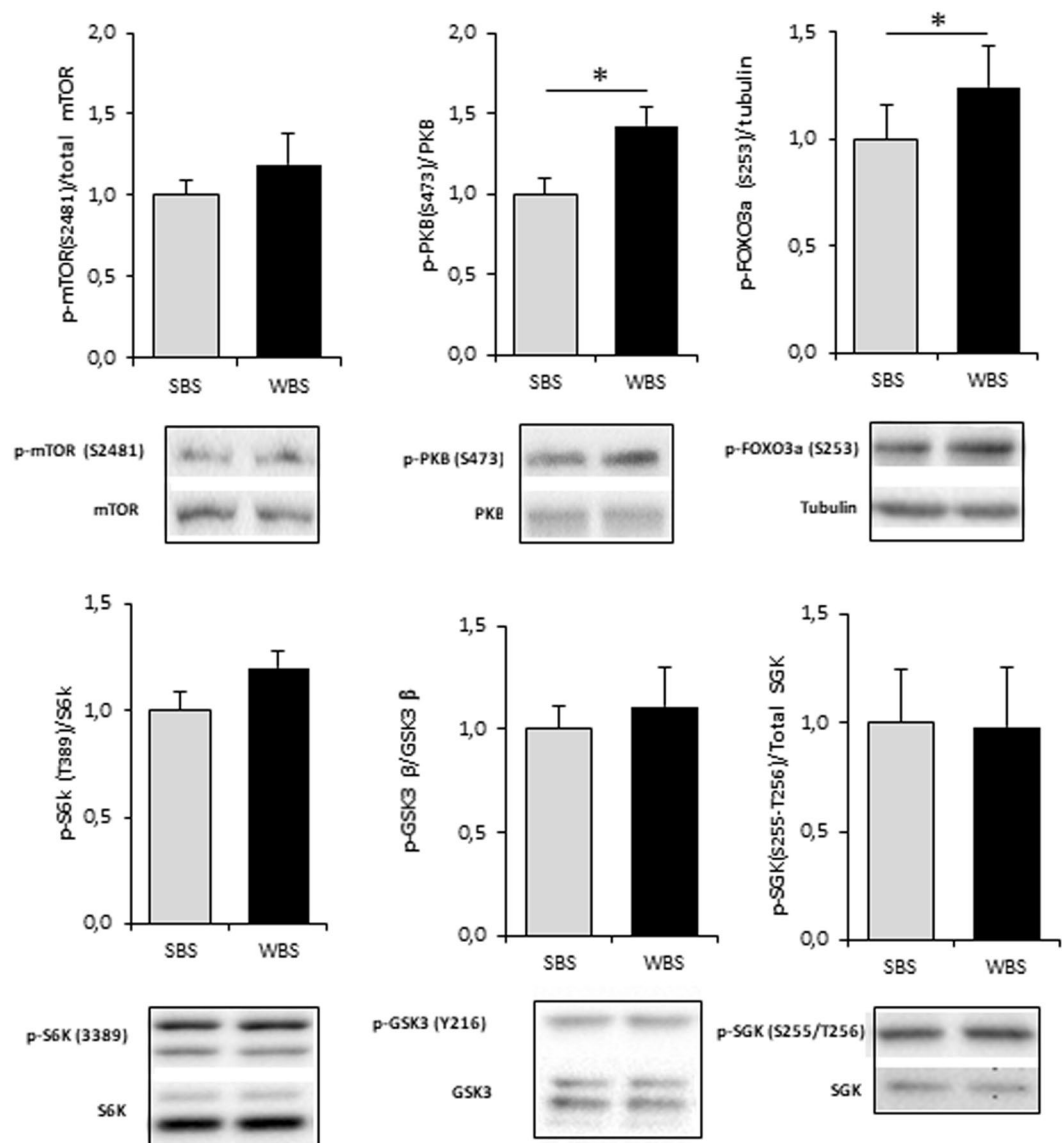 p-mTOR(S2481)/total mTOR
2,0
1,5
1,0
0,5
0,0
SBS
WBS
p-mTOR (S2481)
mTOR
p-PKB(S473)/PKB
2,0
1,5
1,0
0,5
0,0
*
SBS
WBS
p-PKB (S473)
PKB
p-FOXO3a (S253)/tubulin
1,5
1,0
0,5
0,0
*
SBS
WBS
p-FOXO3a (S253)
Tubulin
p-S6k (T389)/S6k
1,5
1,0
0,5
0,0
SBS
WBS
p-S6K (3389)
S6K
p-GSK3 β/GSK3 β
1,5
1,0
0,5
0,0
SBS
WBS
p-GSK3 (Y216)
GSK3
p-SGK(S255-T256)/Total SGK
1,5
1,0
0,5
0,0
SBS
WBS
p-SGK (S255/T256)
SGK